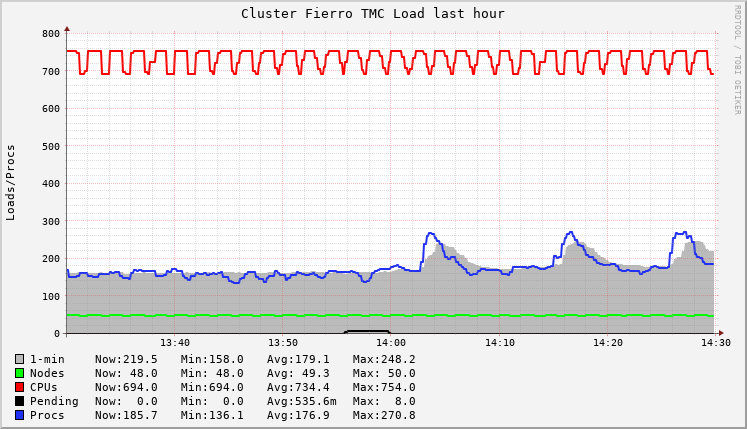 Cluster Fierro TMC Load last hour
RRDTOOL / TOBI OETIKER
Loads/Procs
800
700
600
500
400
300
200
100
0
13:40 13:50 14:00 14:10 14:20 14:30
1-min Now:219.5 Min:158.0 Avg:179.1 Max:248.2
Nodes Now: 48.0 Min: 48.0 Avg: 49.3 Max: 50.0
CPUs Now:694.0 Min:694.0 Avg:734.4 Max:754.0
Pending Now: 0.0 Min: 0.0 Avg:535.6m Max: 8.0
Procs Now:185.7 Min:136.1 Avg:176.9 Max:270.8